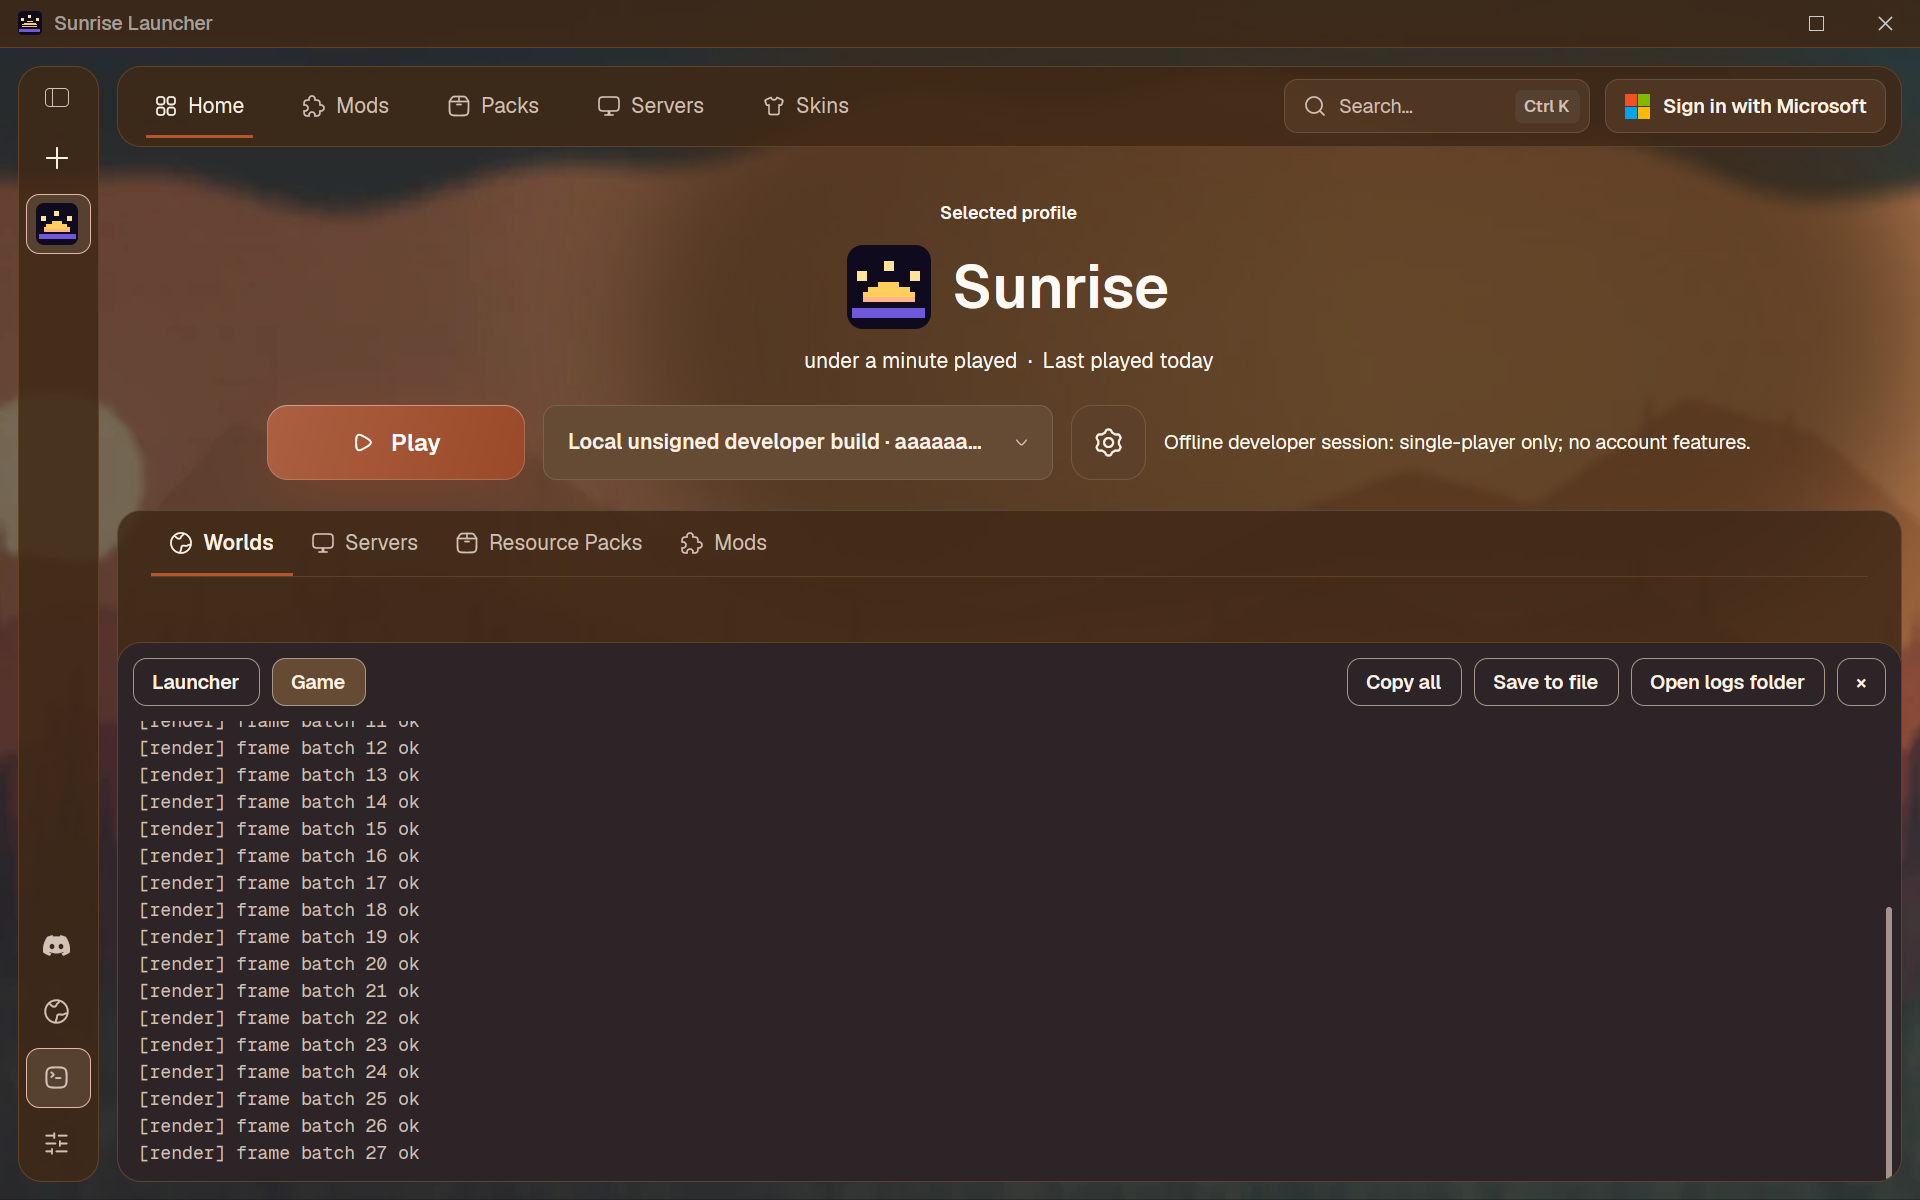 Sunrise Launcher
Home
Mods
Packs
Servers
Skins
Search...
Ctrl K
Sign in with Microsoft
Selected profile
Sunrise
under a minute played · Last played today
Play
Local unsigned developer build · aaaaaa...
Offline developer session: single-player only; no account features.
Worlds
Servers
Resource Packs
Mods
Launcher
Game
Copy all
Save to file
Open logs folder
×
[render] frame batch 11 ok
[render] frame batch 12 ok
[render] frame batch 13 ok
[render] frame batch 14 ok
[render] frame batch 15 ok
[render] frame batch 16 ok
[render] frame batch 17 ok
[render] frame batch 18 ok
[render] frame batch 19 ok
[render] frame batch 20 ok
[render] frame batch 21 ok
[render] frame batch 22 ok
[render] frame batch 23 ok
[render] frame batch 24 ok
[render] frame batch 25 ok
[render] frame batch 26 ok
[render] frame batch 27 ok